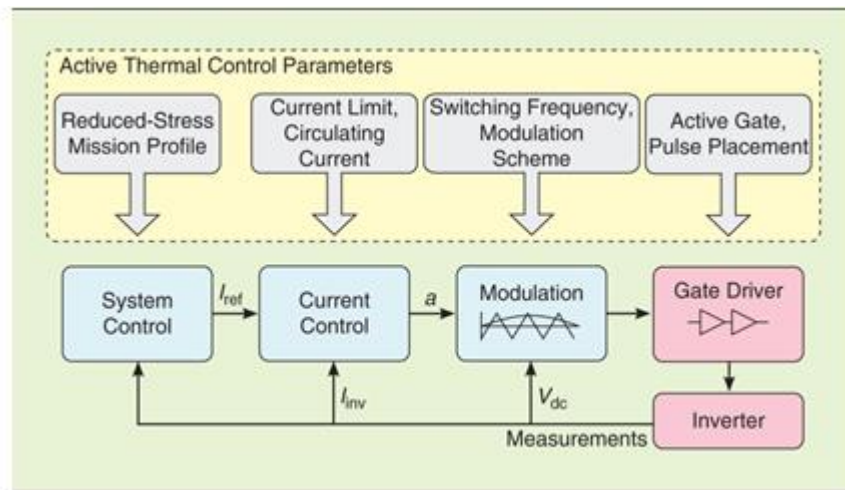 Active Thermal Control Parameters
Reduced-Stress
Mission Profile
Current Limit,
Circulating
Current
Switching Frequency,
Modulation
Scheme
Active Gate,
Pulse Placement
System
Control
Iref
Current
Control
a
Modulation
Gate Driver
Iinv
Vdc
Inverter
Measurements